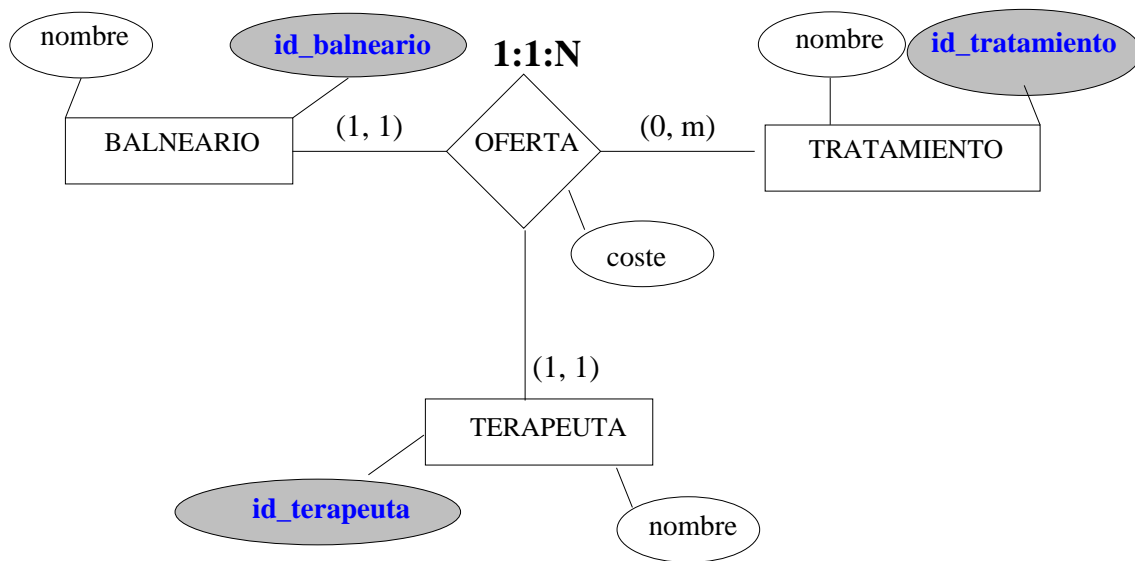 nombre
id_balneario
1:1:N
nombre
id_tratamiento
BALNEARIO
(1, 1)
OFERTA
(0, m)
TRATAMIENTO
coste
(1, 1)
TERAPEUTA
id_terapeuta
nombre